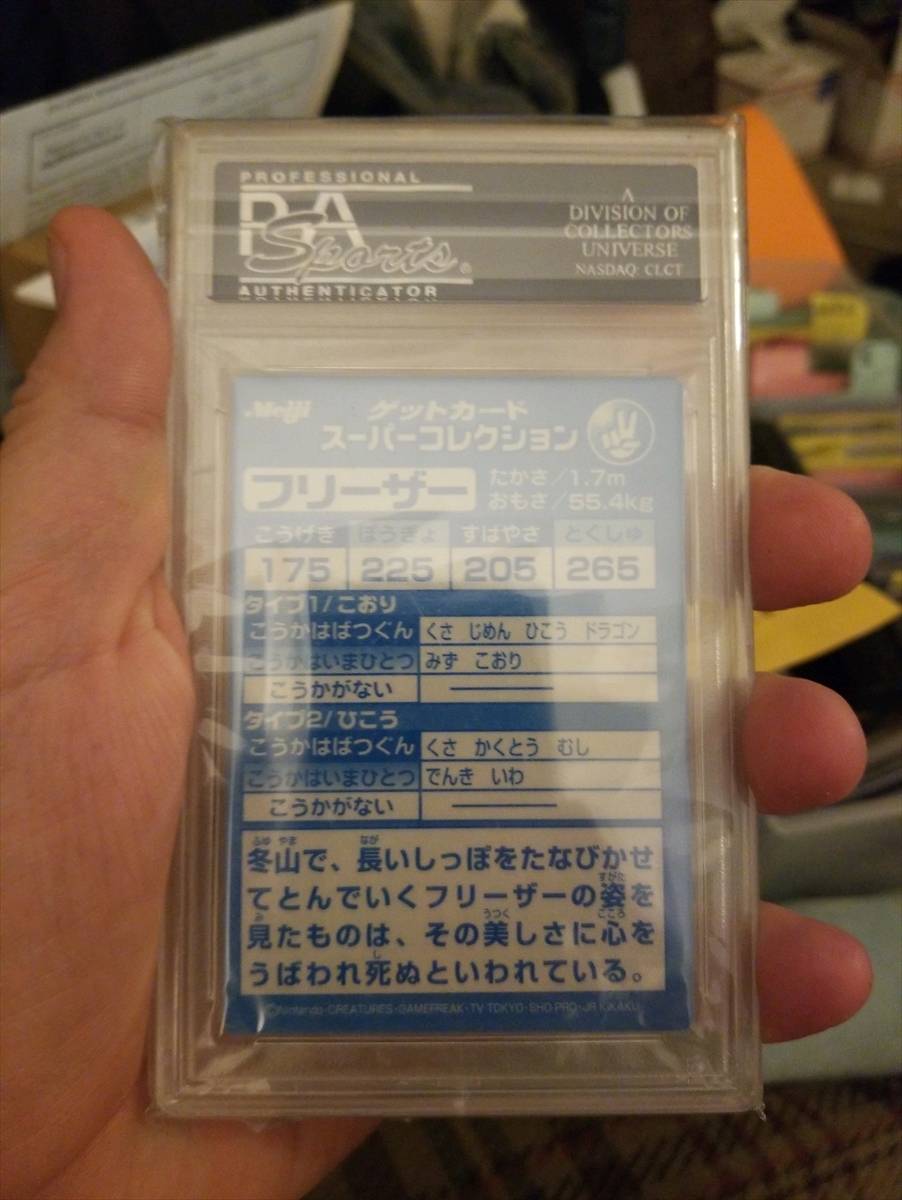 PROFESSIONAL
PSA
Sports®
AUTHENTICATOR
A
DIVISION OF
COLLECTORS
UNIVERSE
NASDAQ: CLCT
Meiji
ゲットカード
スーパーコレクション
フリーザー
たかさ/1.7m
おもさ/55.4kg
こうげき ぼうぎょ すばやさ とくしゅ
175 225 205 265
タイプ1/こおり
こうかはばつぐん くさ じめん ひこう ドラゴン
こうかはいまひとつ みず こおり
こうかがない ———
タイプ2/ひこう
こうかはばつぐん くさ かくとう むし
こうかはいまひとつ でんき いわ
こうかがない ———
冬山で、長いしっぽをたなびかせ
てとんでいくフリーザーの姿を
見たものは、その美しさに心を
うばわれ死ぬといわれている。
©Nintendo・CREATURES・GAMEFREAK・TV TOKYO・SHO-PRO・JR KIKAKU